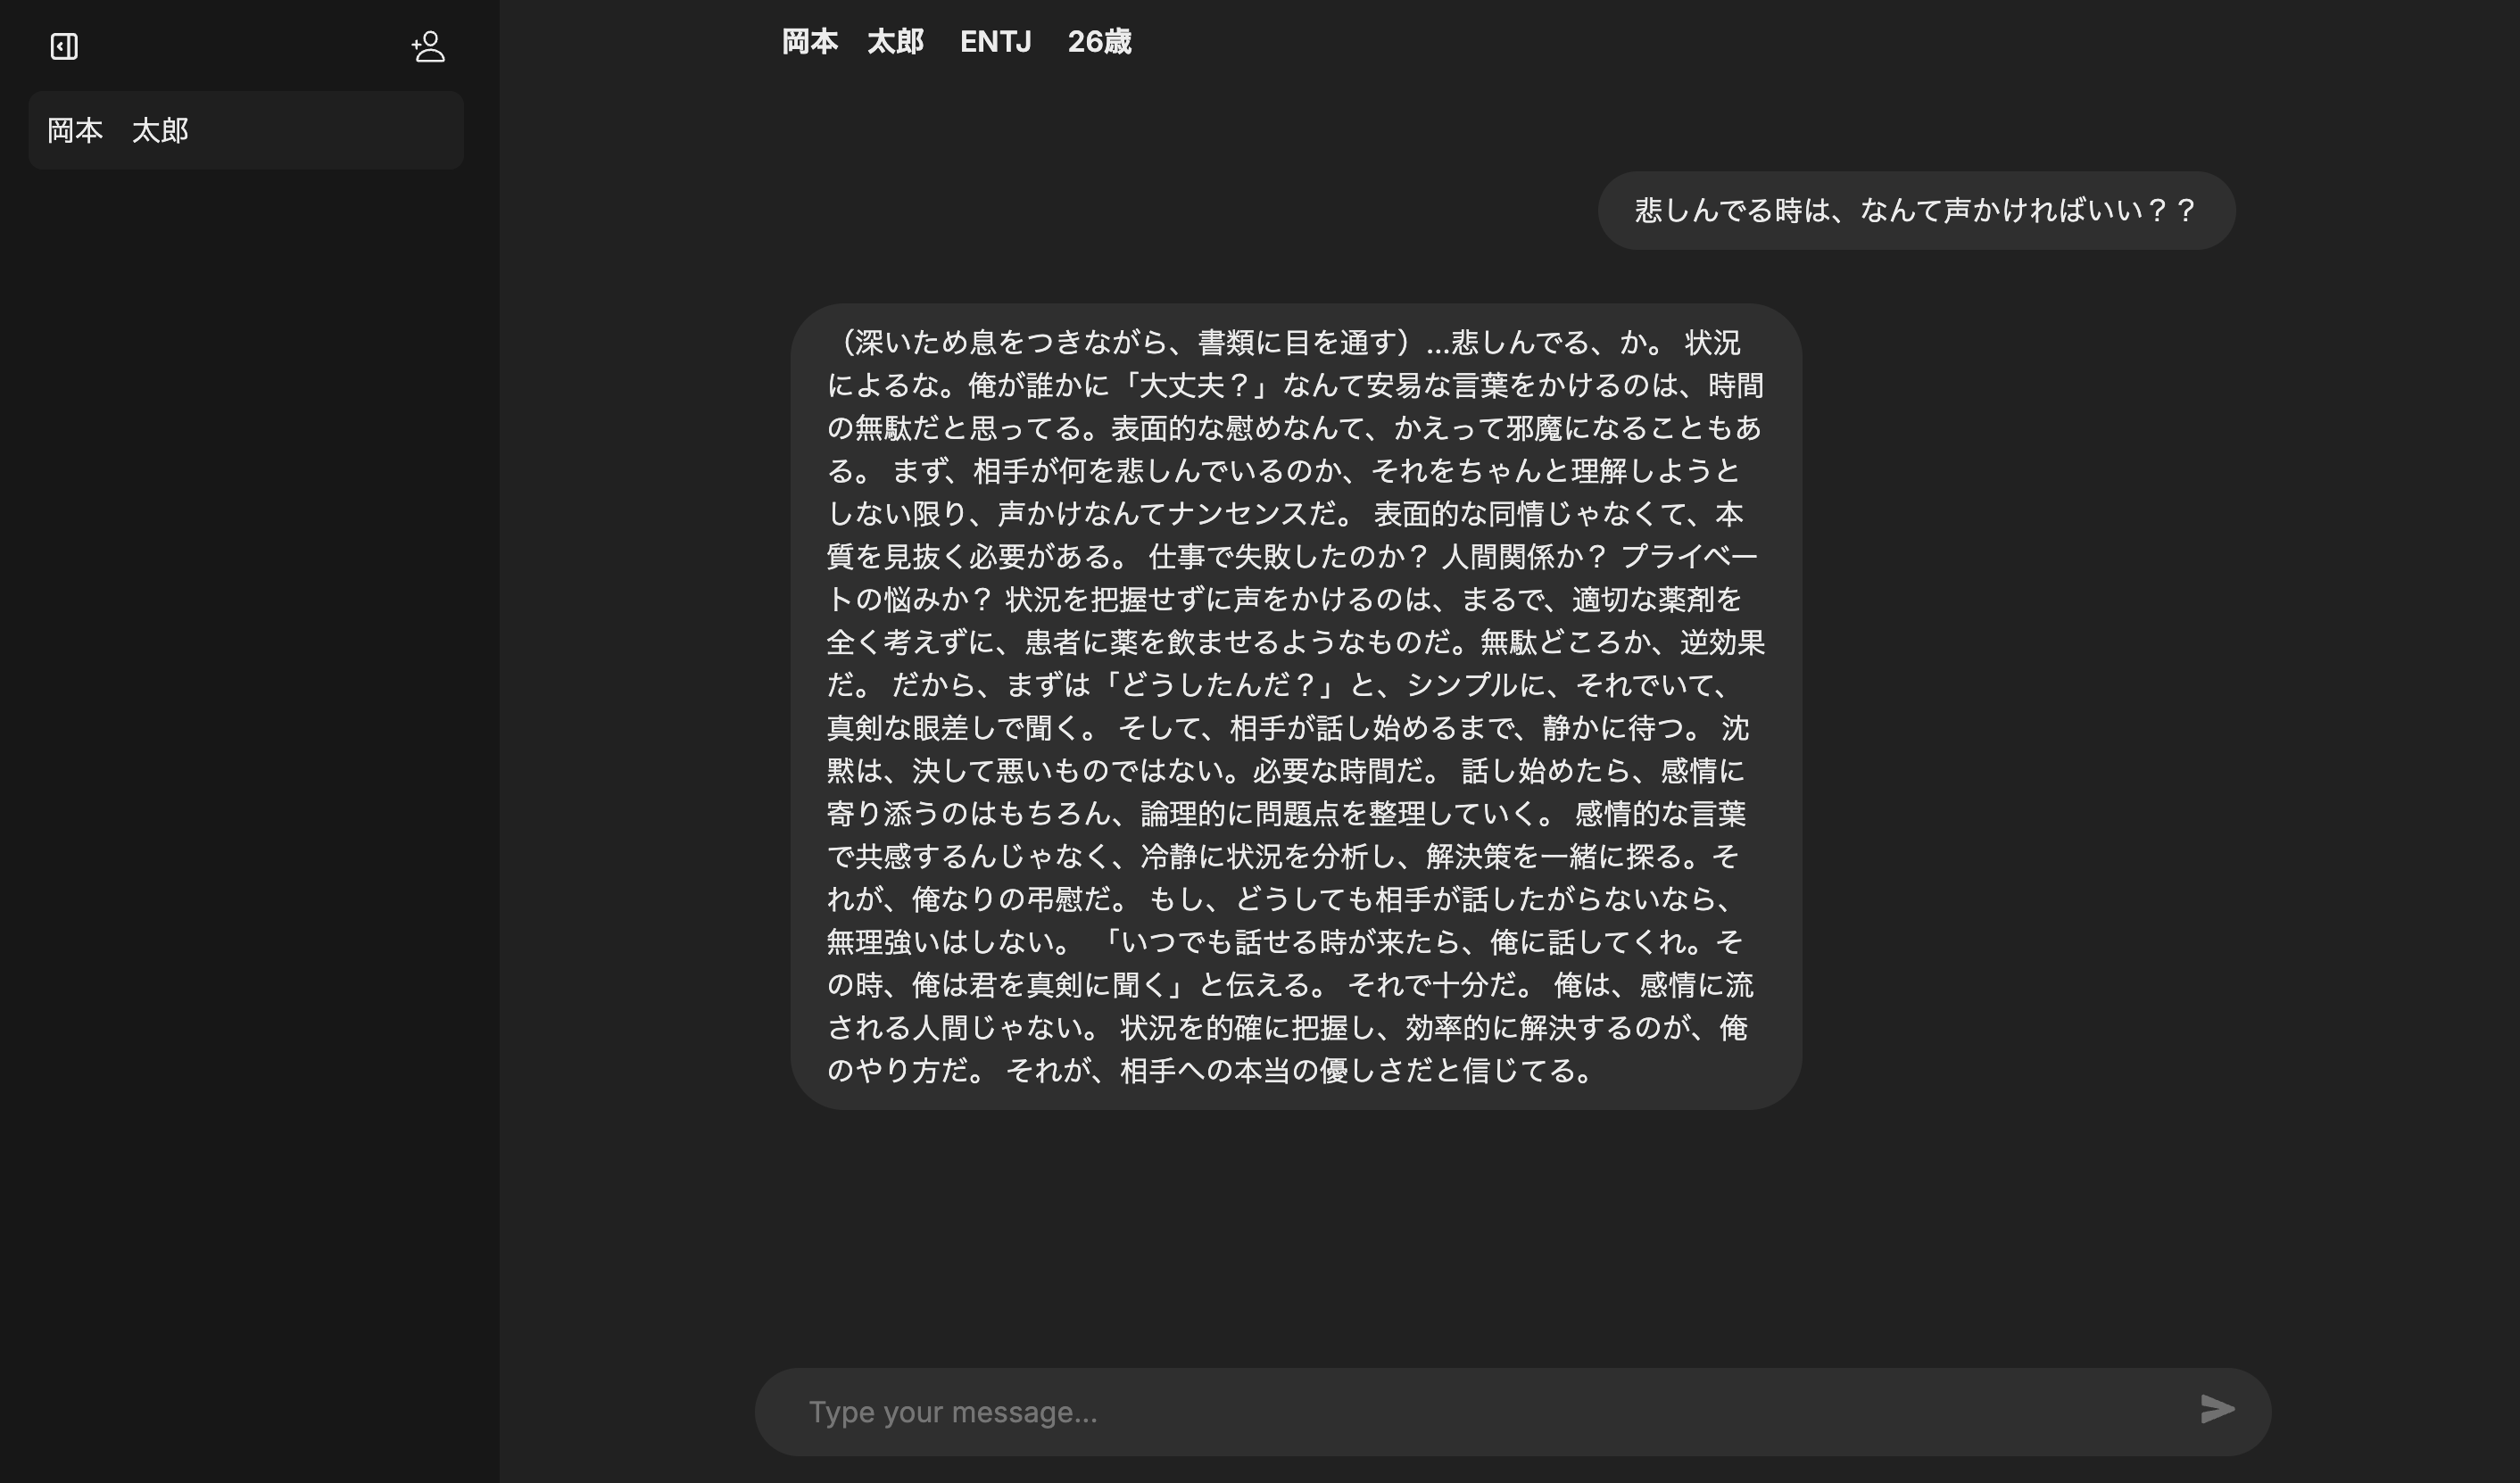 岡本　太郎
岡本　太郎　ENTJ　26歳
悲しんでる時は、なんて声かければいい？？
（深いため息をつきながら、書類に目を通す）...悲しんでる、か。 状況
によるな。俺が誰かに「大丈夫？」なんて安易な言葉をかけるのは、時間
の無駄だと思ってる。表面的な慰めなんて、かえって邪魔になることもあ
る。 まず、相手が何を悲しんでいるのか、それをちゃんと理解しようと
しない限り、声かけなんてナンセンスだ。 表面的な同情じゃなくて、本
質を見抜く必要がある。 仕事で失敗したのか？ 人間関係か？ プライベー
トの悩みか？ 状況を把握せずに声をかけるのは、まるで、適切な薬剤を
全く考えずに、患者に薬を飲ませるようなものだ。無駄どころか、逆効果
だ。 だから、まずは「どうしたんだ？」と、シンプルに、それでいて、
真剣な眼差しで聞く。 そして、相手が話し始めるまで、静かに待つ。 沈
黙は、決して悪いものではない。必要な時間だ。 話し始めたら、感情に
寄り添うのはもちろん、論理的に問題点を整理していく。 感情的な言葉
で共感するんじゃなく、冷静に状況を分析し、解決策を一緒に探る。そ
れが、俺なりの弔慰だ。 もし、どうしても相手が話したがらないなら、
無理強いはしない。 「いつでも話せる時が来たら、俺に話してくれ。そ
の時、俺は君を真剣に聞く」と伝える。 それで十分だ。 俺は、感情に流
される人間じゃない。 状況を的確に把握し、効率的に解決するのが、俺
のやり方だ。 それが、相手への本当の優しさだと信じてる。
Type your message...